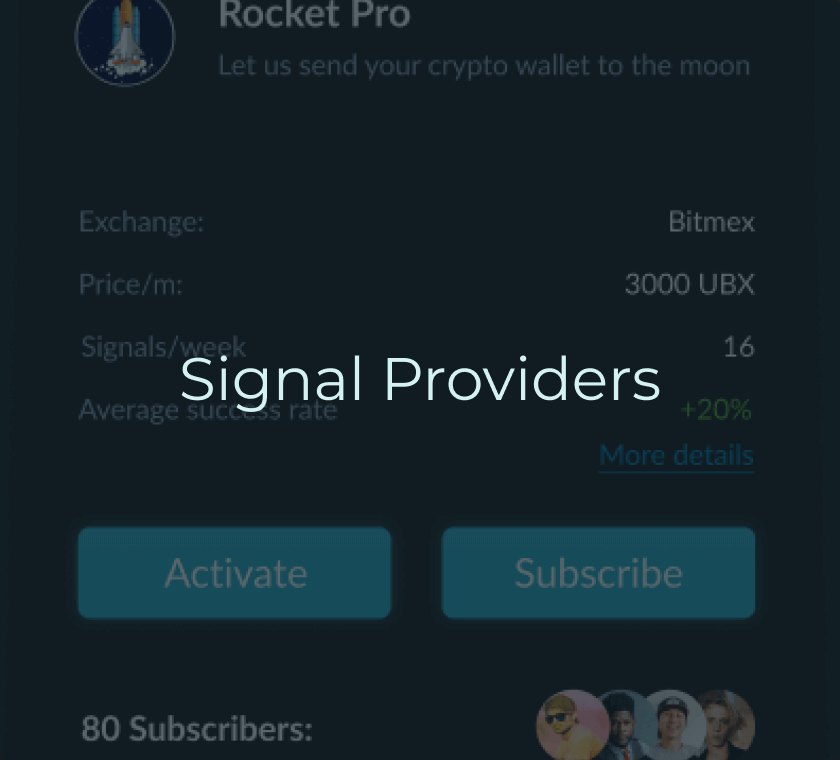 Rocket Pro
Let us send your crypto wallet to the moon
Exchange: Bitmex
Price/m: 3000 UBX
Signals/week 16
Signal Providers
Average success rate +20%
More details
Activate Subscribe
80 Subscribers: